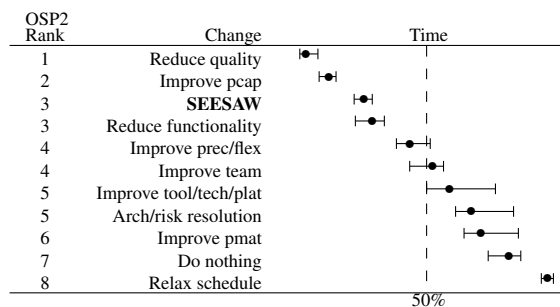 OSP2
Rank Change Time
1 Reduce quality
2 Improve pcap
3 SEESAW
3 Reduce functionality
4 Improve prec/flex
4 Improve team
5 Improve tool/tech/plat
5 Arch/risk resolution
6 Improve pmat
7 Do nothing
8 Relax schedule
50%